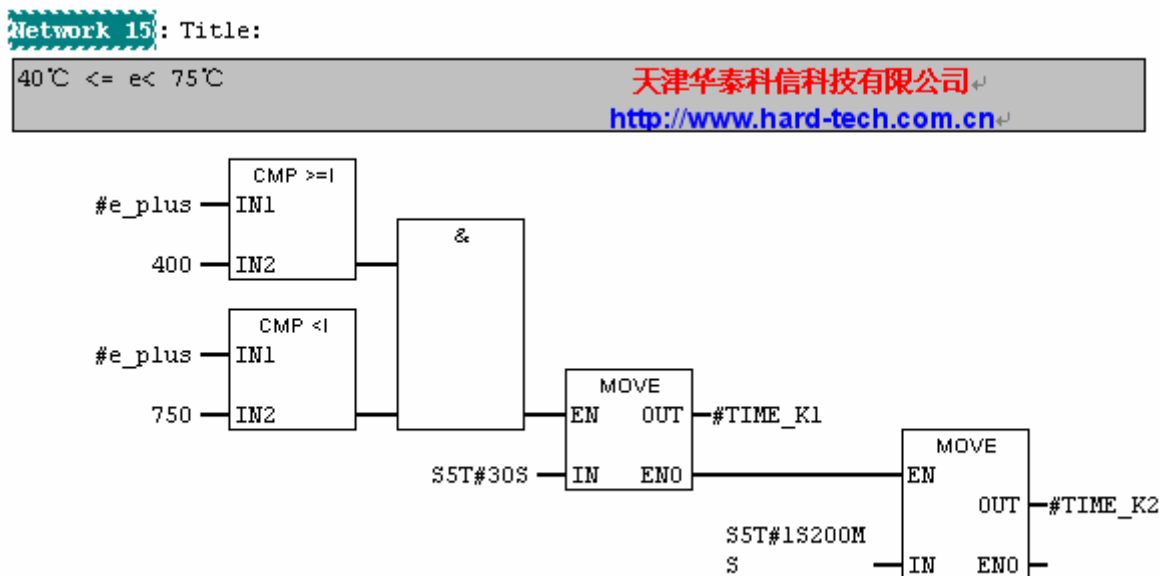 Network 15: Title:
40℃ <= e< 75℃
天津华泰科信科技有限公司↵
http://www.hard-tech.com.cn↵
CMP >=I
#e_plus IN1
400 IN2
&
CMP <I
#e_plus IN1
750 IN2
MOVE
EN OUT #TIME_K1
S5T#30S IN ENO
MOVE
EN
OUT #TIME_K2
S5T#1S200M
S IN ENO